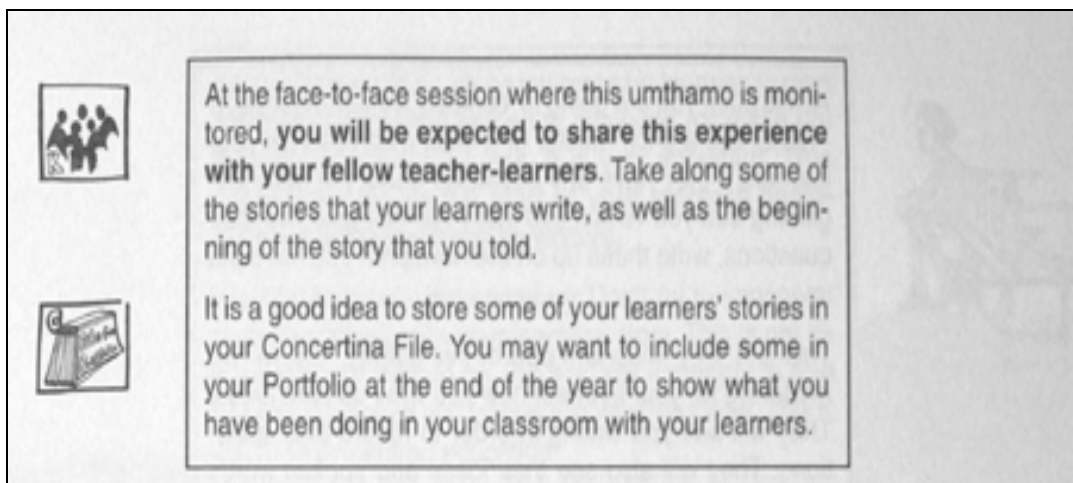 At the face-to-face session where this umthamo is moni-
tored, you will be expected to share this experience
with your fellow teacher-learners. Take along some of
the stories that your learners write, as well as the begin-
ning of the story that you told.
It is a good idea to store some of your learners' stories in
your Concertina File. You may want to include some in
your Portfolio at the end of the year to show what you
have been doing in your classroom with your learners.